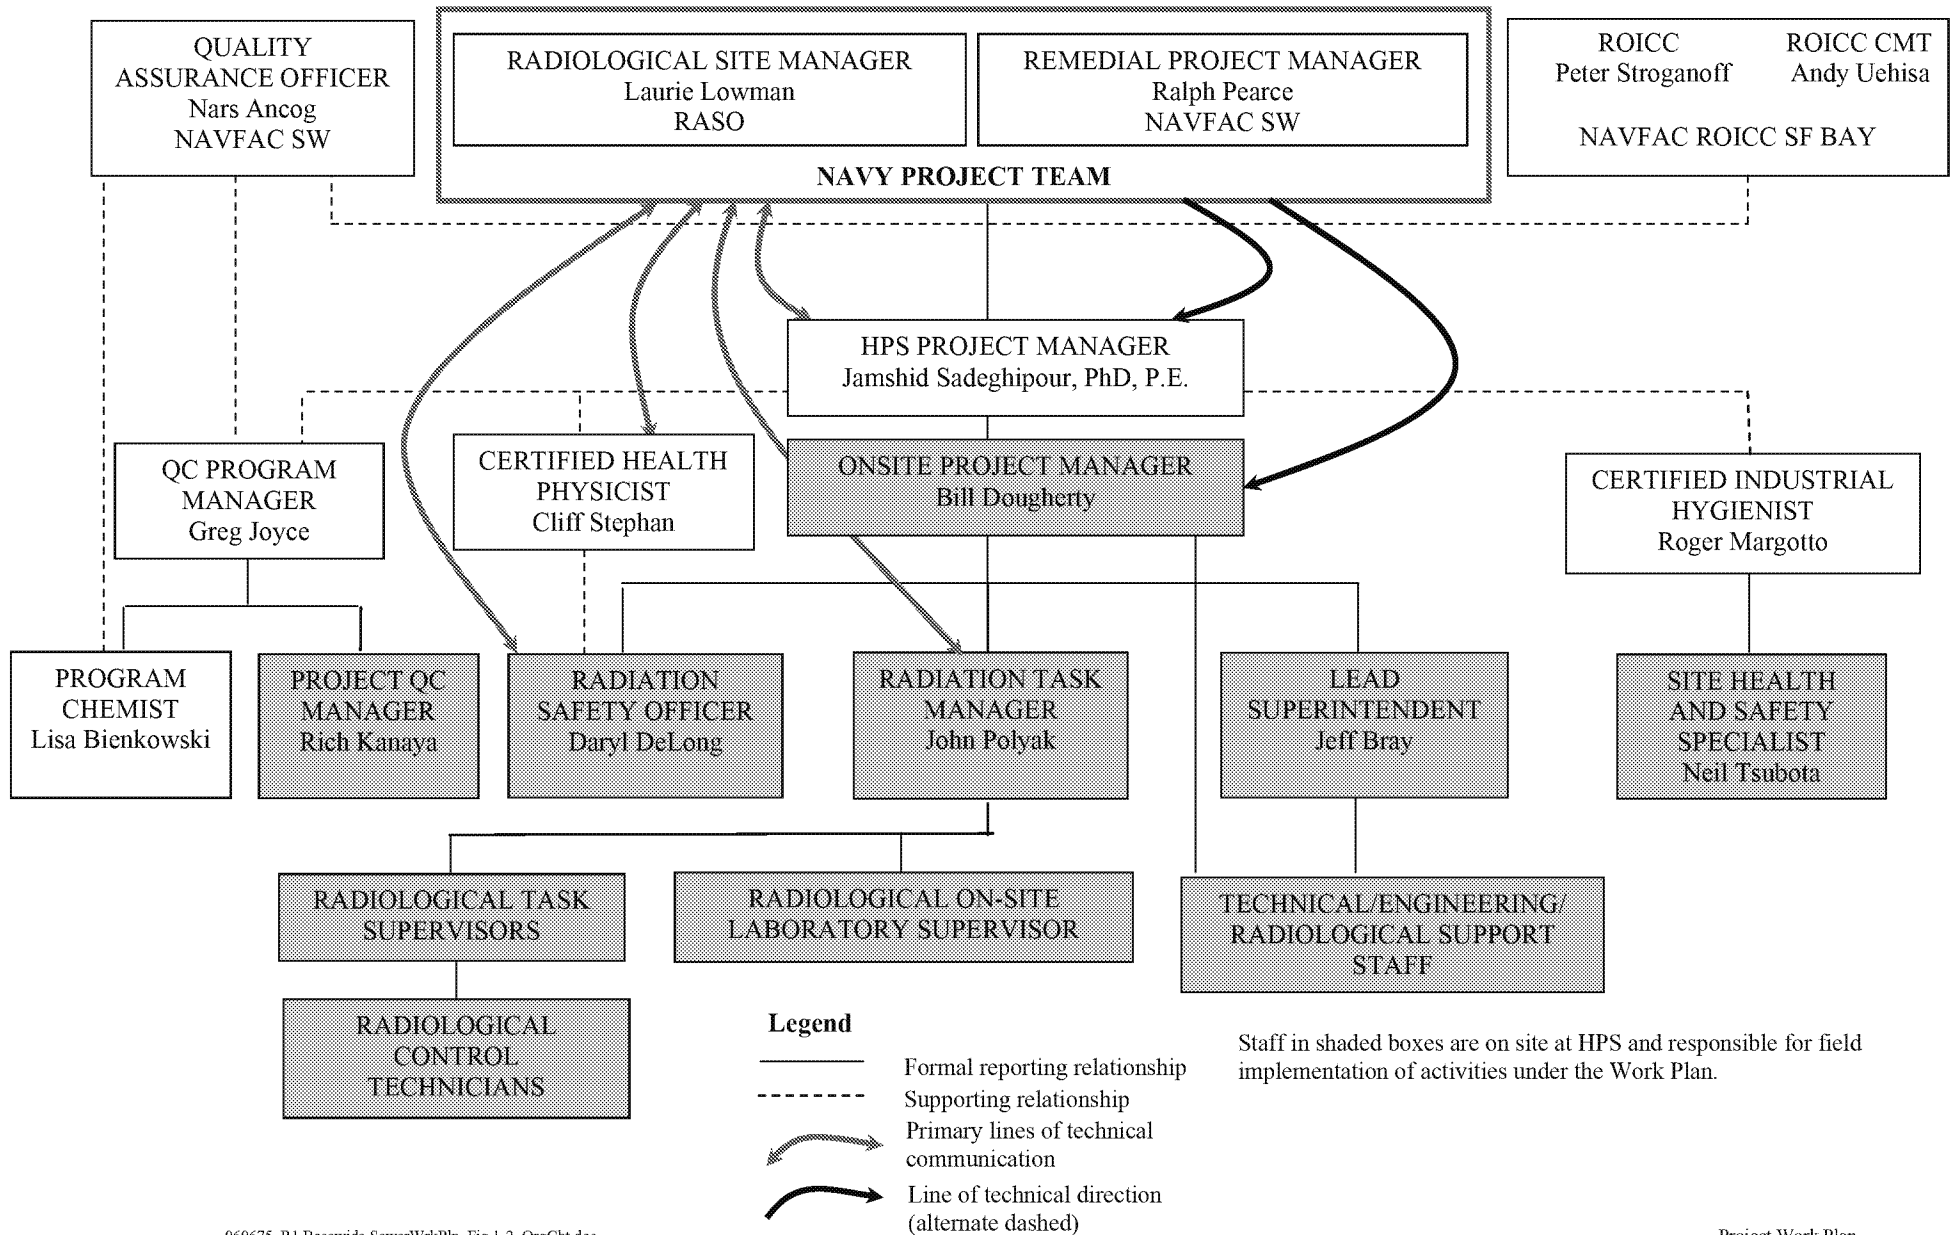 QUALITY
ASSURANCE OFFICER
Nars Ancog
NAVFAC SW
RADIOLOGICAL SITE MANAGER
Laurie Lowman
RASO
REMEDIAL PROJECT MANAGER
Ralph Pearce
NAVFAC SW
NAVY PROJECT TEAM
ROICC
Peter Stroganoff
ROICC CMT
Andy Uehisa
NAVFAC ROICC SF BAY
HPS PROJECT MANAGER
Jamshid Sadeghipour, PhD, P.E.
QC PROGRAM
MANAGER
Greg Joyce
CERTIFIED HEALTH
PHYSICIST
Cliff Stephan
ONSITE PROJECT MANAGER
Bill Dougherty
CERTIFIED INDUSTRIAL
HYGIENIST
Roger Margotto
PROGRAM
CHEMIST
Lisa Bienkowski
PROJECT QC
MANAGER
Rich Kanaya
RADIATION
SAFETY OFFICER
Daryl DeLong
RADIATION TASK
MANAGER
John Polyak
LEAD
SUPERINTENDENT
Jeff Bray
SITE HEALTH
AND SAFETY
SPECIALIST
Neil Tsubota
RADIOLOGICAL TASK
SUPERVISORS
RADIOLOGICAL ON-SITE
LABORATORY SUPERVISOR
TECHNICAL/ENGINEERING/
RADIOLOGICAL SUPPORT
STAFF
RADIOLOGICAL
CONTROL
TECHNICIANS
Legend
Formal reporting relationship
Supporting relationship
Primary lines of technical
communication
Line of technical direction
(alternate dashed)
Staff in shaded boxes are on site at HPS and responsible for field
implementation of activities under the Work Plan.
Project Work Plan